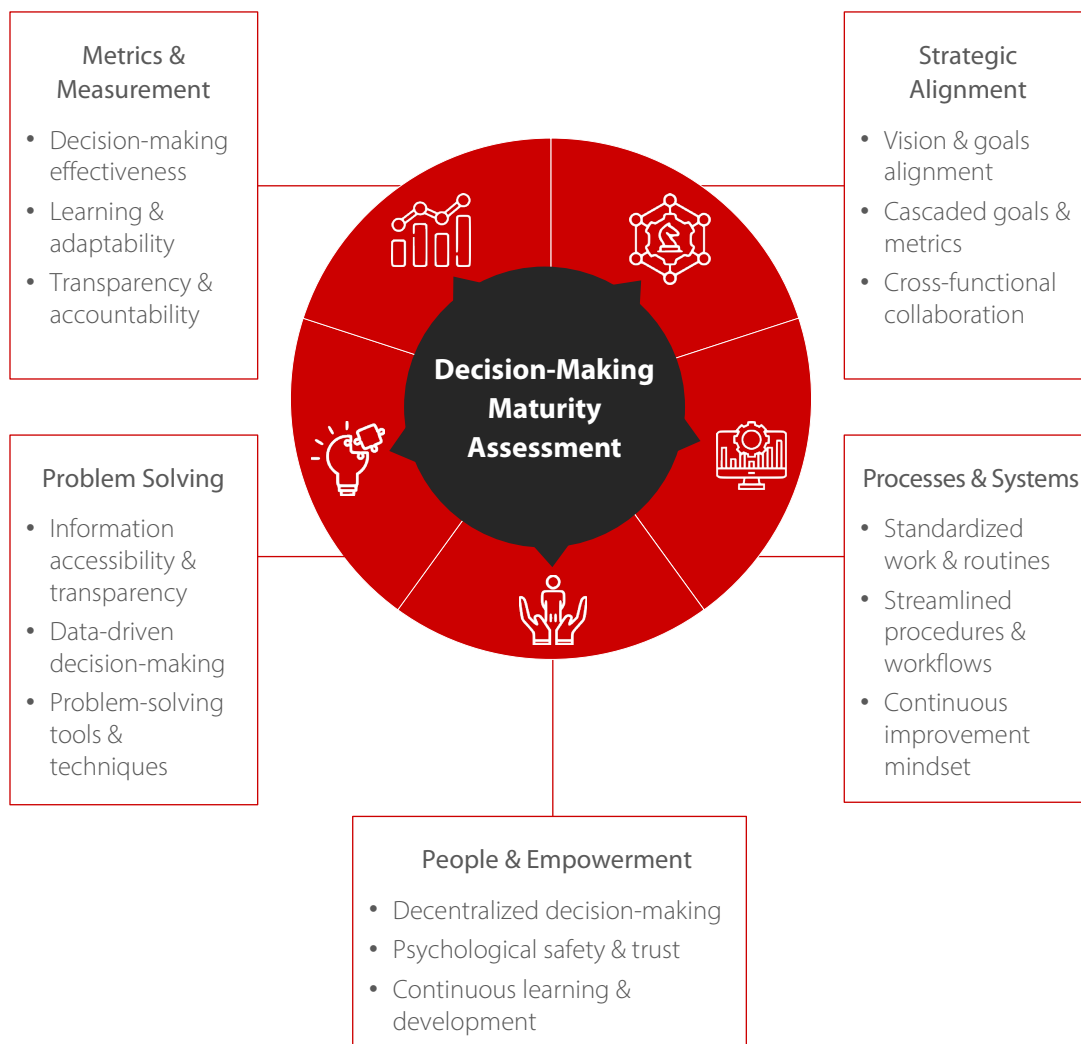 Metrics &
Measurement
• Decision-making
effectiveness
• Learning &
adaptability
• Transparency &
accountability
Strategic
Alignment
• Vision & goals
alignment
• Cascaded goals &
metrics
• Cross-functional
collaboration
Decision-Making
Maturity
Assessment
Problem Solving
• Information
accessibility &
transparency
• Data-driven
decision-making
• Problem-solving
tools &
techniques
Processes & Systems
• Standardized
work & routines
• Streamlined
procedures &
workflows
• Continuous
improvement
mindset
People & Empowerment
• Decentralized decision-making
• Psychological safety & trust
• Continuous learning &
development